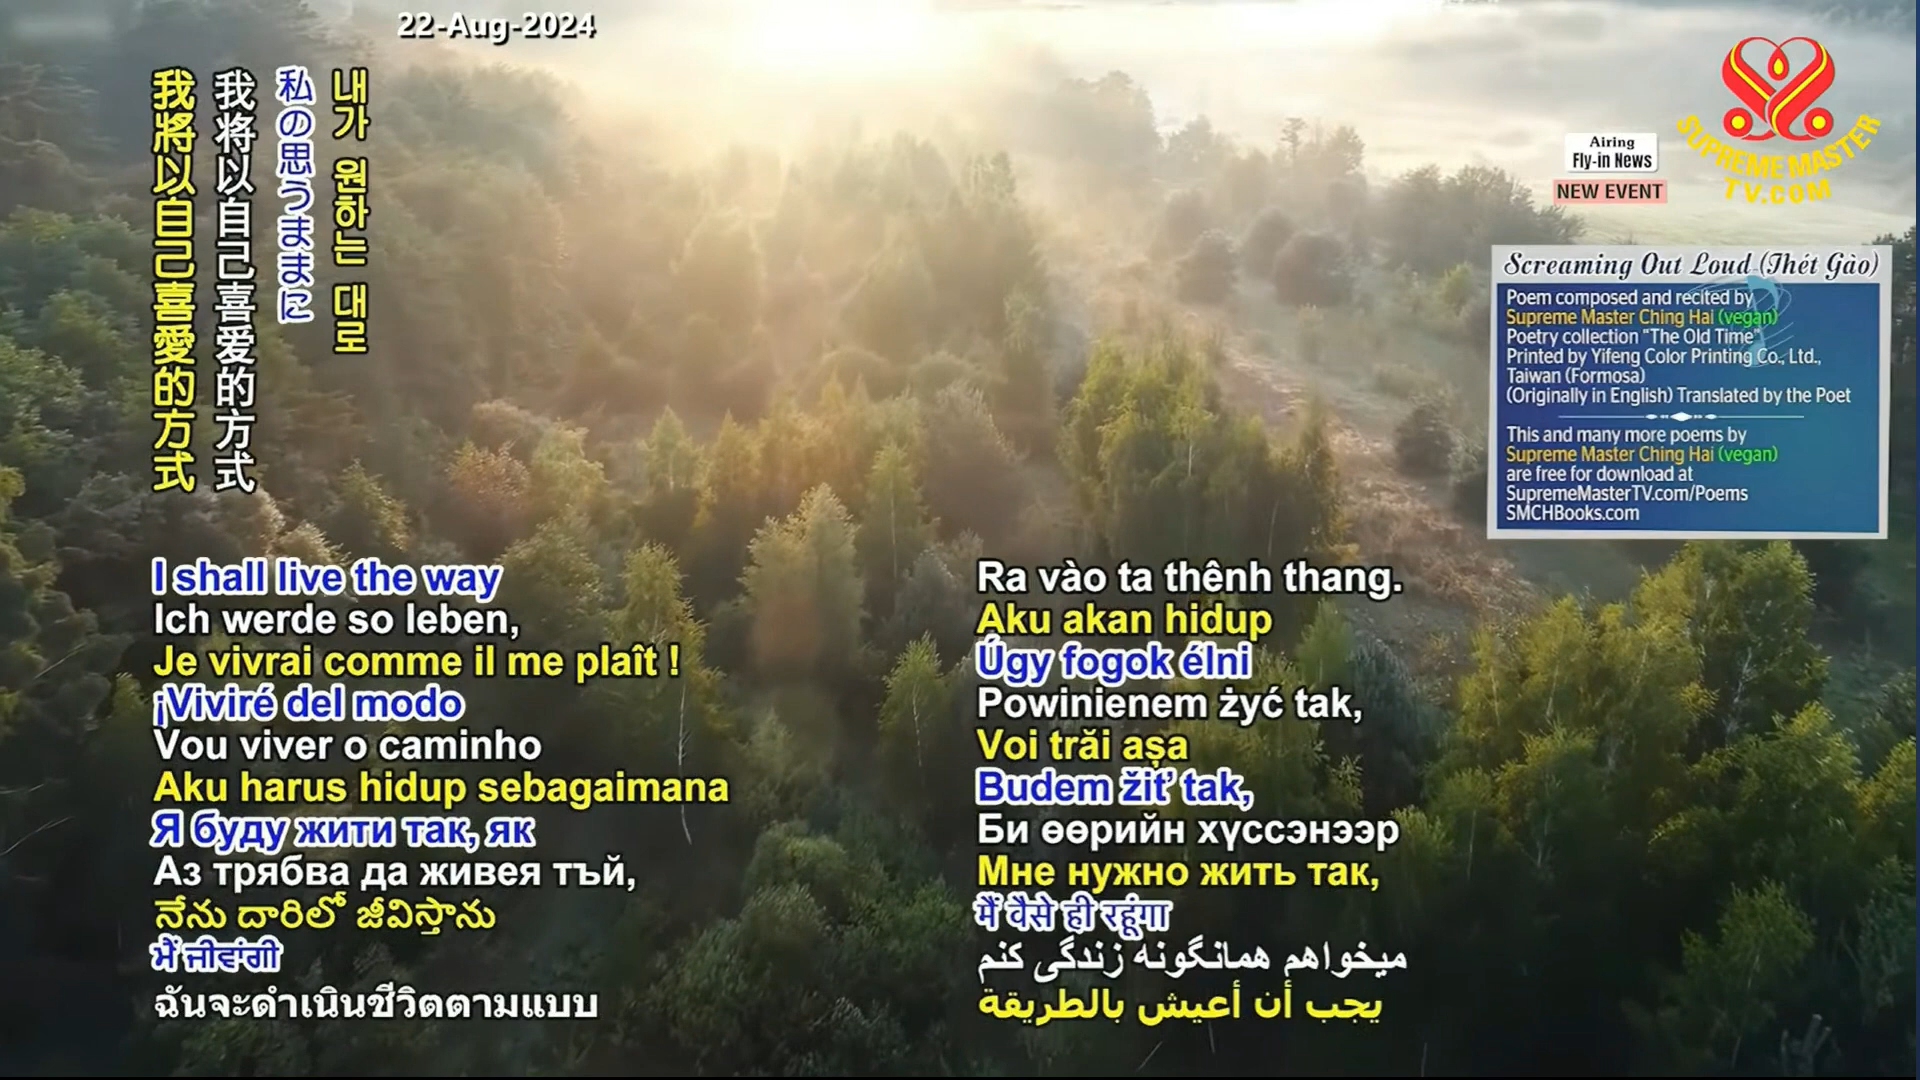 22-Aug-2024
내가 원하는 대로
私の思うままに
我将以自己喜爱的方式
我將以自己喜愛的方式
SUPREME MASTER
TV.COM
Airing
Fly-in News
NEW EVENT
Screaming Out Loud (Thét Gào)
Poem composed and recited by
Supreme Master Ching Hai (vegan)
Poetry collection "The Old Time"
Printed by Yifeng Color Printing Co., Ltd.,
Taiwan (Formosa)
(Originally in English) Translated by the Poet
This and many more poems by
Supreme Master Ching Hai (vegan)
are free for download at
SupremeMasterTV.com/Poems
SMCHBooks.com
I shall live the way
Ich werde so leben,
Je vivrai comme il me plaît !
¡Viviré del modo
Vou viver o caminho
Aku harus hidup sebagaimana
Я буду жити так, як
Аз трябва да живея тъй,
నేను దారిలో జీవిస్తాను
ਮੈਂ ਜੀਵਾਂਗੀ
ฉันจะดำเนินชีวิตตามแบบ
Ra vào ta thênh thang.
Aku akan hidup
Úgy fogok élni
Powinienem żyć tak,
Voi trăi așa
Budem žiť tak,
Би өөрийн хүссэнээр
Мне нужно жить так,
मैं वैसे ही रहूंगा
میخواهم همانگونه زندگی کنم
يجب أن أعيش بالطريقة